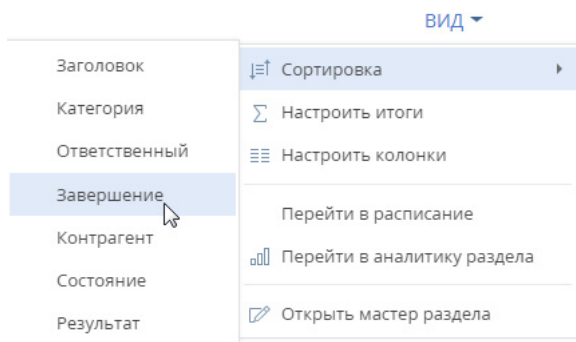 ВИД
Сортировка
Настроить итоги
Настроить колонки
Перейти в расписание
Перейти в аналитику раздела
Открыть мастер раздела
Заголовок
Категория
Ответственный
Завершение
Контрагент
Состояние
Результат